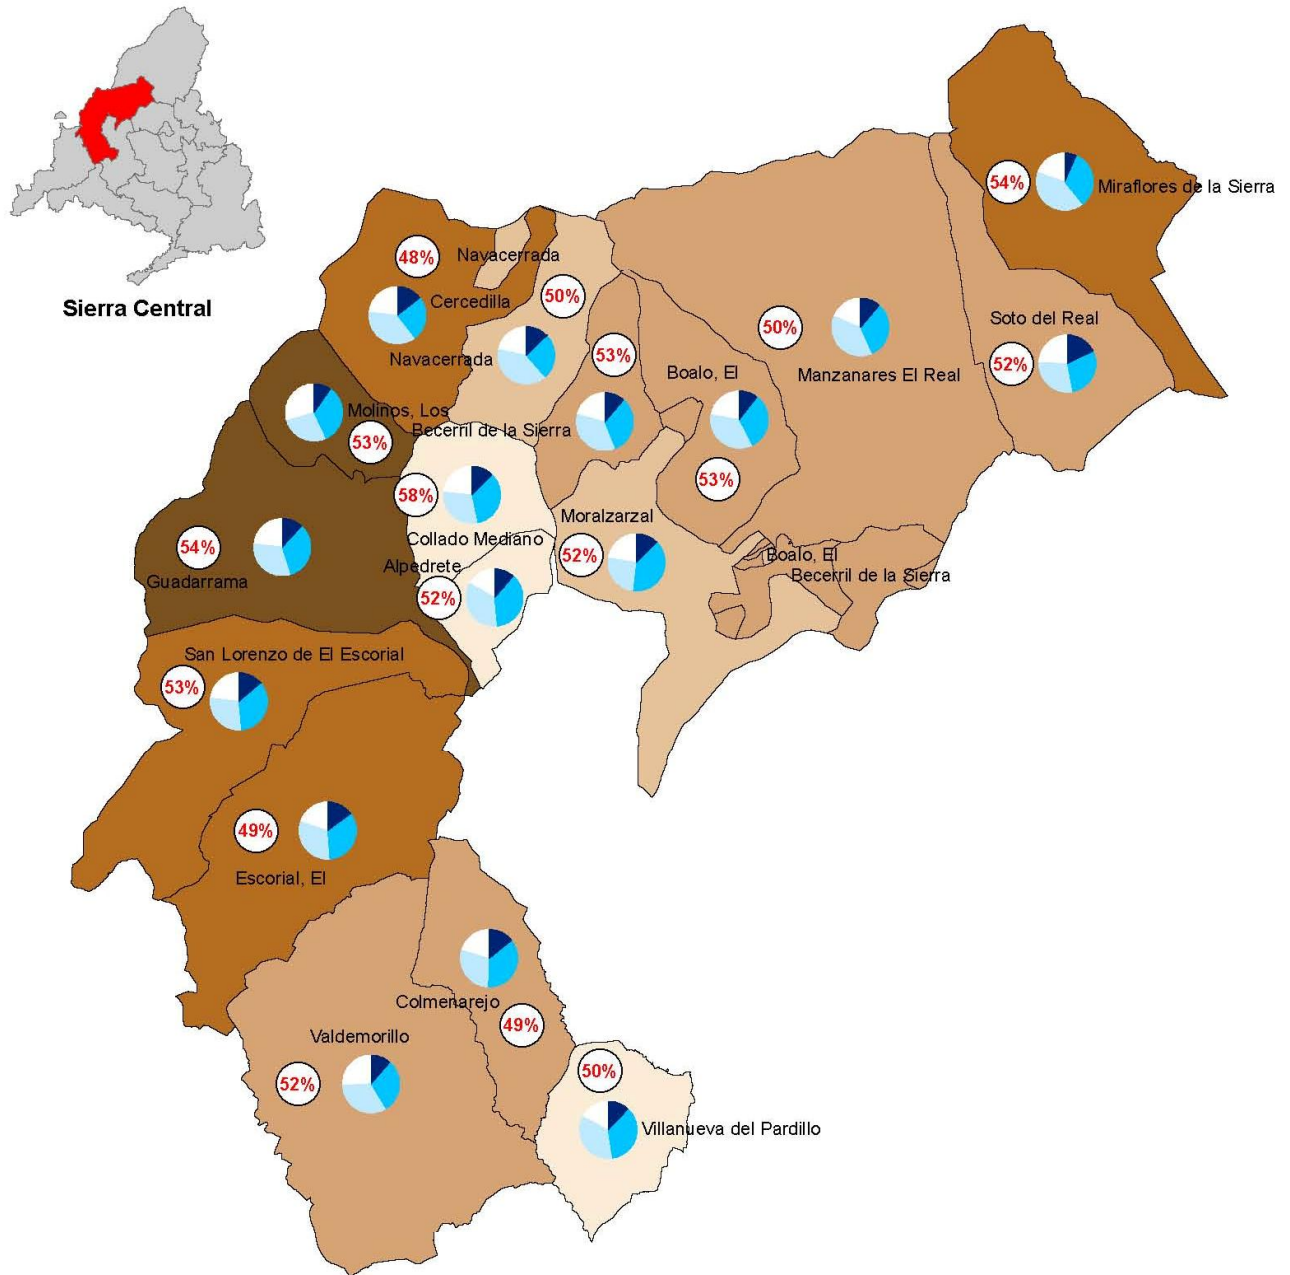 Sierra Central
54%
Miraflores de la Sierra
48%
Navacerrada
Cercedilla
50%
Navacerrada
53%
Boalo, El
50%
Manzanares El Real
Soto del Real
52%
Molinos, Los
53%
Becerril de la Sierra
53%
58%
Collado Mediano
Moralzarzal
52%
Boalo, El
Becerril de la Sierra
54%
Guadarrama
Alpedrete
52%
San Lorenzo de El Escorial
53%
49%
Escorial, El
Colmenarejo
49%
Valdemorillo
52%
50%
Villanueva del Pardillo